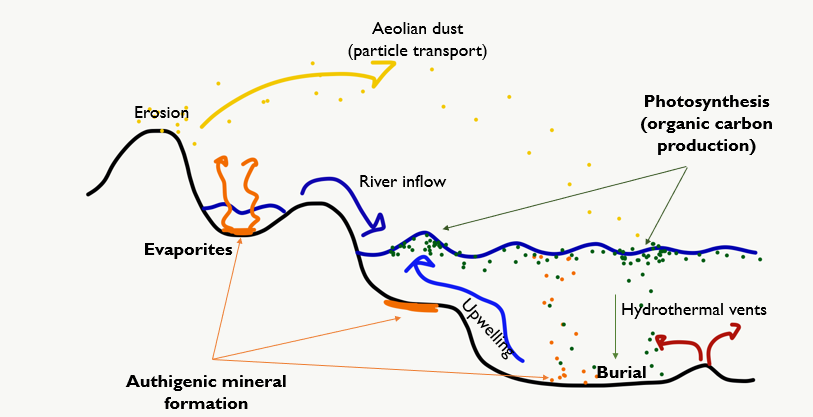 Aeolian dust
(particle transport)
Erosion
Photosynthesis
(organic carbon
production)
River inflow
Evaporites
Upwelling
Hydrothermal vents
Burial
Authigenic mineral
formation